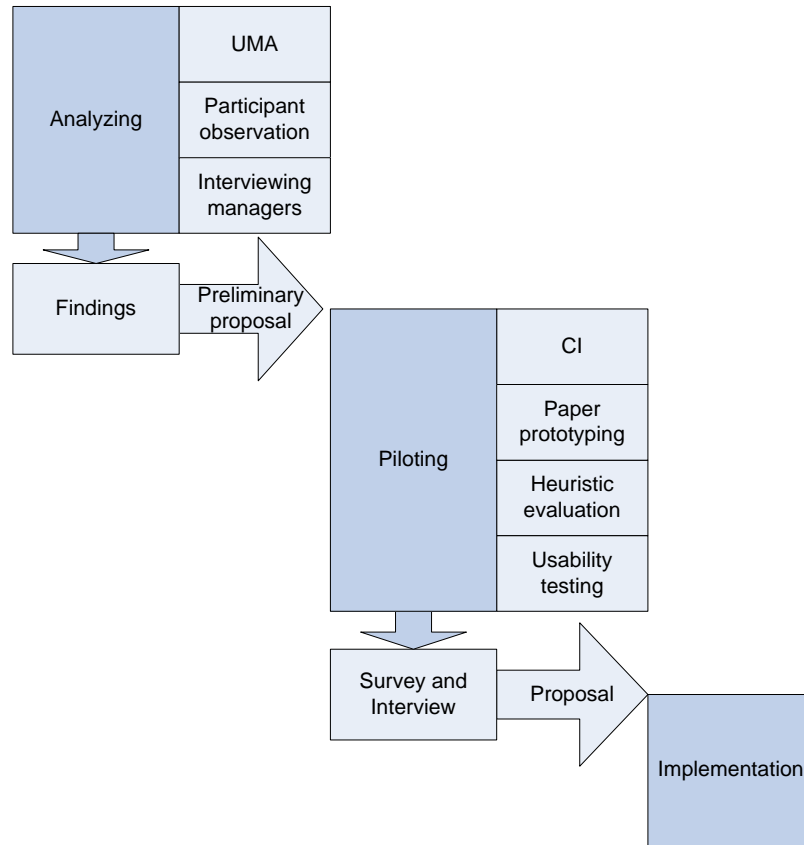 UMA
Analyzing
Participant
observation
Interviewing
managers
Findings
Preliminary
proposal
CI
Piloting
Paper
prototyping
Heuristic
evaluation
Usability
testing
Survey and
Interview
Proposal
Implementation